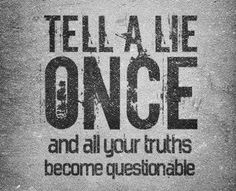 TELL A LIE
ONCE
and all your truths
become questionable